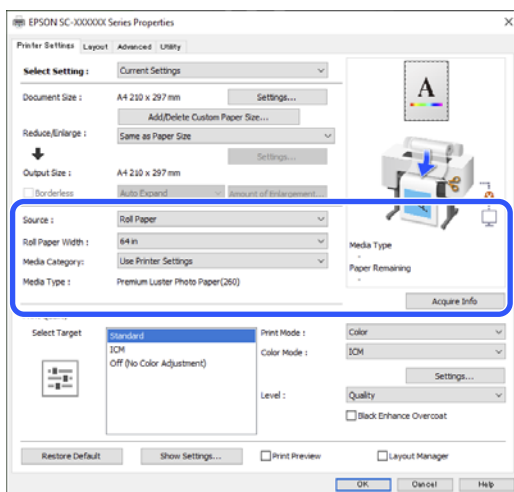 EPSON SC-XXXXXX Series Properties
Printer Settings Layout Advanced Utility
Select Setting : Current Settings
Document Size : A4 210 x 297 mm Settings...
Add/Delete Custom Paper Size...
Reduce/Enlarge : Same as Paper Size
Settings...
Output Size : A4 210 x 297 mm
Borderless Auto Expand Amount of Enlargement...
A
Source : Roll Paper
Roll Paper Width : 64 in
Media Category: Use Printer Settings
Media Type : Premium Luster Photo Paper(260)
Media Type
-
Paper Remaining
-
Acquire Info
Select Target
Standard
ICM
Off (No Color Adjustment)
Print Mode : Color
Color Mode : ICM
Settings...
Level : Quality
Black Enhance Overcoat
Restore Default Show Settings... Print Preview Layout Manager
OK Cancel Help